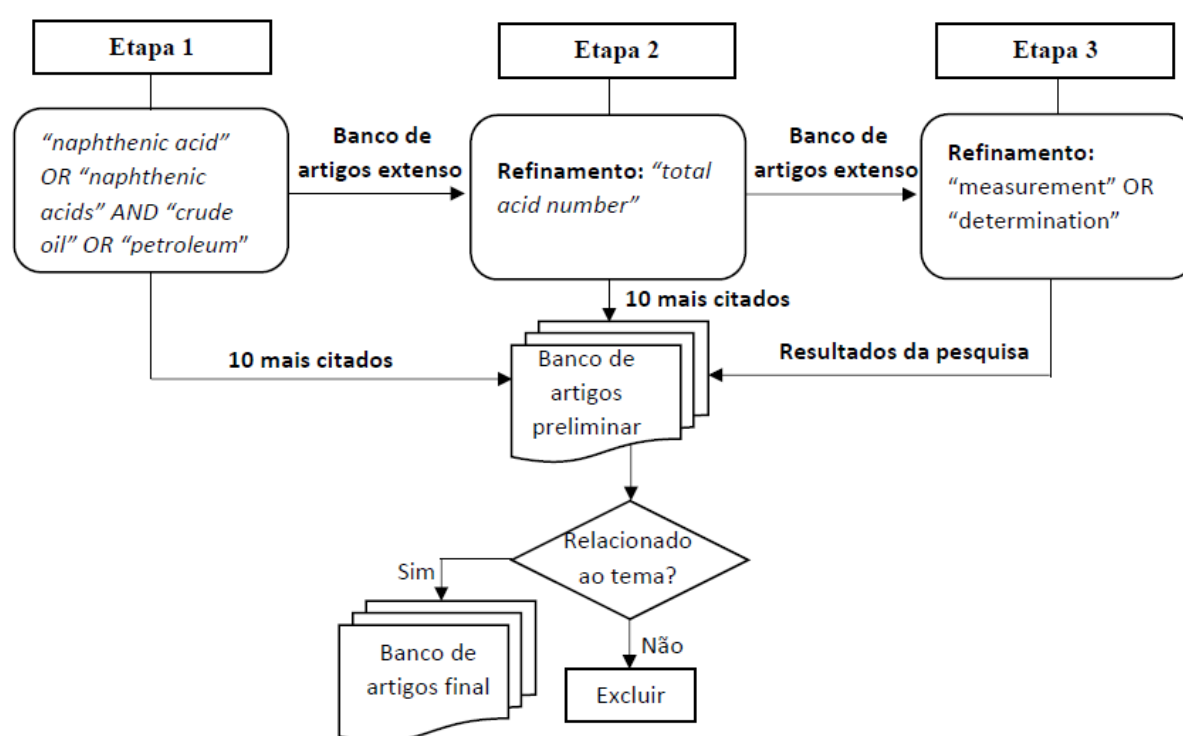 Etapa 1
Etapa 2
Etapa 3
“naphthenic acid”
OR “naphthenic
acids” AND “crude
oil” OR “petroleum”
Banco de
artigos extenso
Refinamento: “total
acid number”
Banco de
artigos extenso
Refinamento:
“measurement” OR
“determination”
10 mais citados
10 mais citados
Resultados da pesquisa
Banco de
artigos
preliminar
Relacionado
ao tema?
Sim
Não
Banco de
artigos final
Excluir